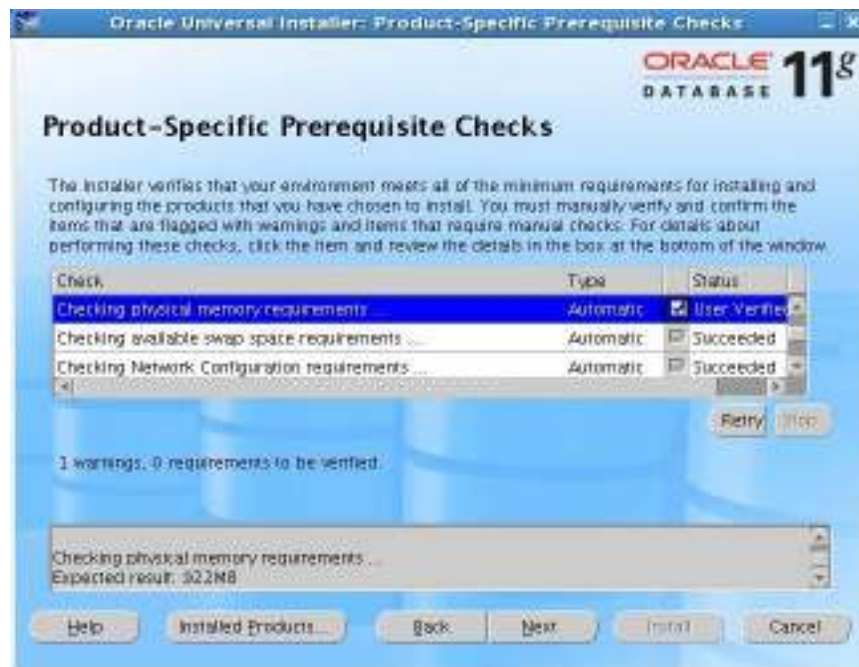 Oracle Universal Installer: Product-Specific Prerequisite Checks
ORACLE 11g
DATABASE
Product-Specific Prerequisite Checks
The Installer verifies that your environment meets all of the minimum requirements for installing and
configuring the products that you have chosen to install. You must manually verify and confirm the
items that are flagged with warnings and items that require manual checks. For details about
performing these checks, click the item and review the details in the box at the bottom of the window.
Check Type Status
Checking physical memory requirements ... Automatic User Verified
Checking available swap space requirements ... Automatic Succeeded
Checking Network Configuration requirements ... Automatic Succeeded
Retry Stop
1 warnings, 0 requirements to be verified.
Checking physical memory requirements ...
Expected result: 922MB
Help Installed Products... Back Next Install Cancel